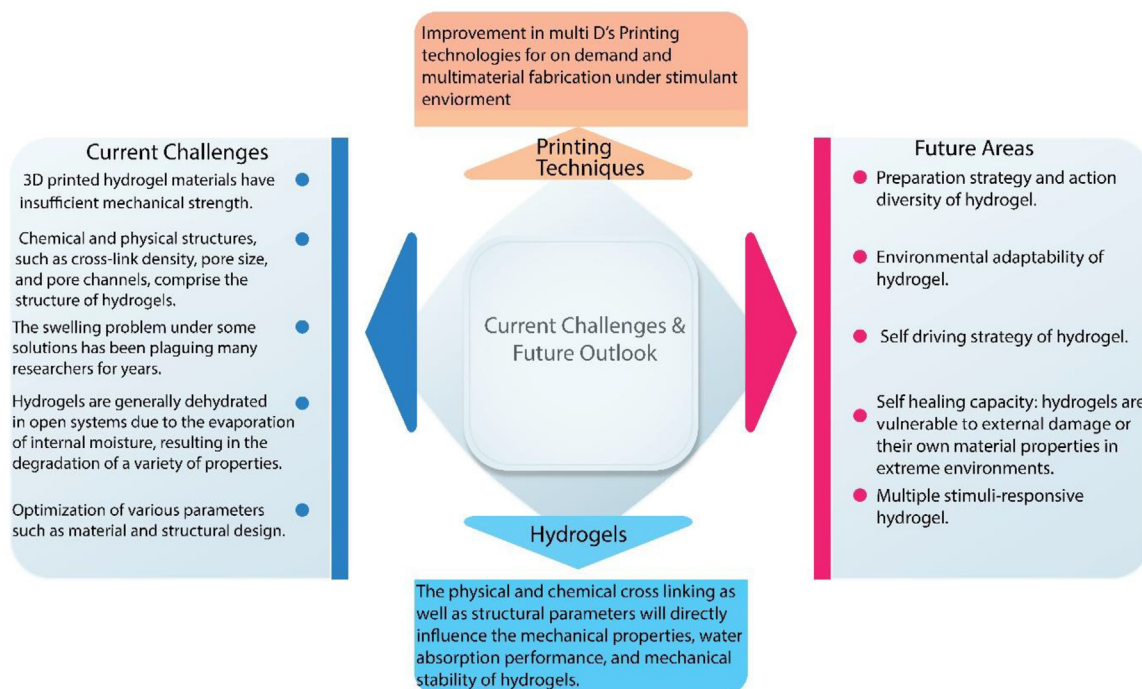 Improvement in multi D's Printing
technologies for on demand and
multimaterial fabrication under stimulant
enviorment
Printing
Techniques
Current Challenges
3D printed hydrogel materials have
insufficient mechanical strength.
Chemical and physical structures,
such as cross-link density, pore size,
and pore channels, comprise the
structure of hydrogels.
The swelling problem under some
solutions has been plaguing many
researchers for years.
Hydrogels are generally dehydrated
in open systems due to the evaporation
of internal moisture, resulting in the
degradation of a variety of properties.
Optimization of various parameters
such as material and structural design.
Current Challenges &
Future Outlook
Future Areas
Preparation strategy and action
diversity of hydrogel.
Environmental adaptability of
hydrogel.
Self driving strategy of hydrogel.
Self healing capacity: hydrogels are
vulnerable to external damage or
their own material properties in
extreme environments.
Multiple stimuli-responsive
hydrogel.
Hydrogels
The physical and chemical cross linking as
well as structural parameters will directly
influence the mechanical properties, water
absorption performance, and mechanical
stability of hydrogels.